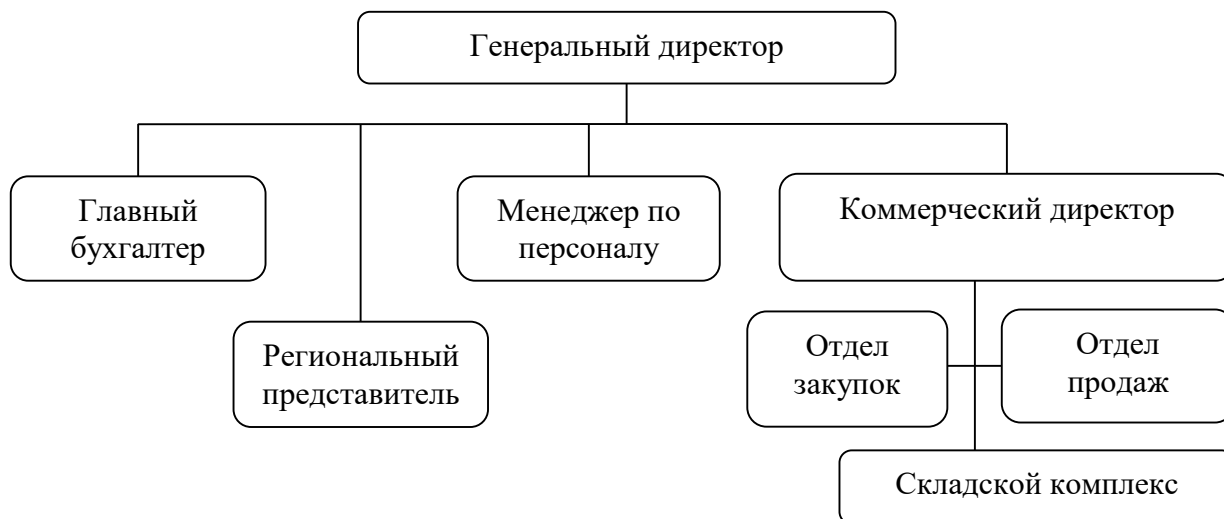 Генеральный директор
Главный
бухгалтер
Менеджер по
персоналу
Коммерческий директор
Региональный
представитель
Отдел
закупок
Отдел
продаж
Складской комплекс